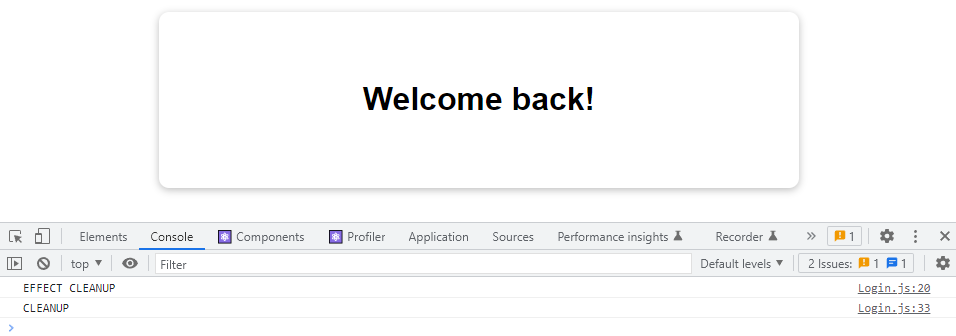 Welcome back!
Elements Console Components Profiler Application Sources Performance insights Recorder » 1
top Filter Default levels 2 Issues: 1 1
EFFECT CLEANUP Login.js:20
CLEANUP Login.js:33